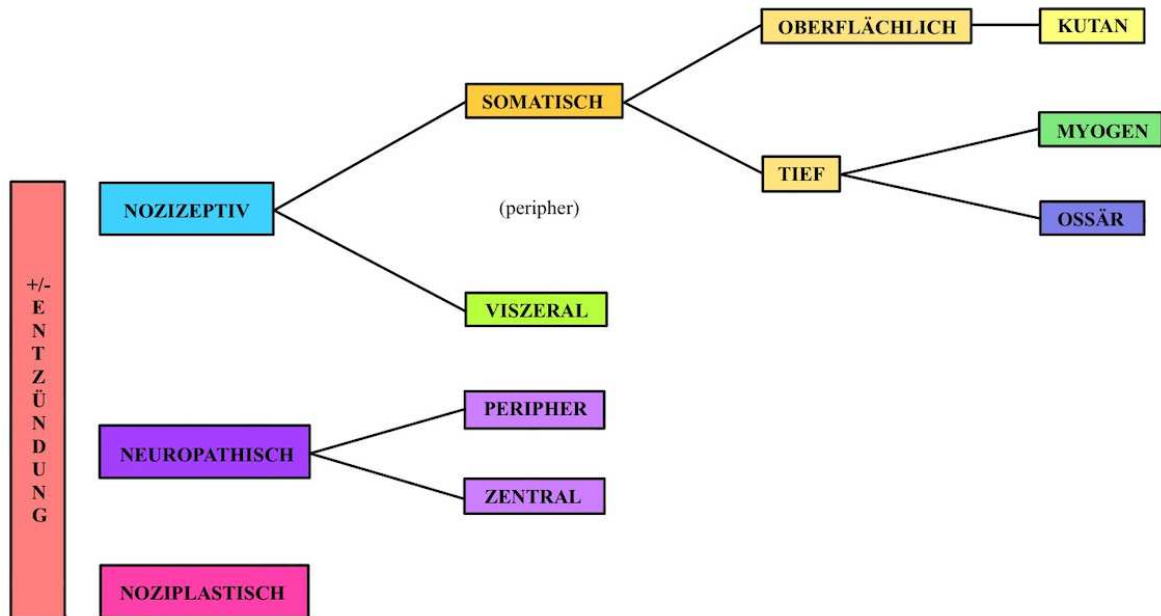 OBERFLÄCHLICH
KUTAN
SOMATISCH
MYOGEN
TIEF
NOZIZEPTIV
(peripher)
OSSÄR
+/-
E
N
T
Z
Ü
N
D
U
N
G
VISZERAL
PERIPHER
NEUROPATHISCH
ZENTRAL
NOZIPLASTISCH